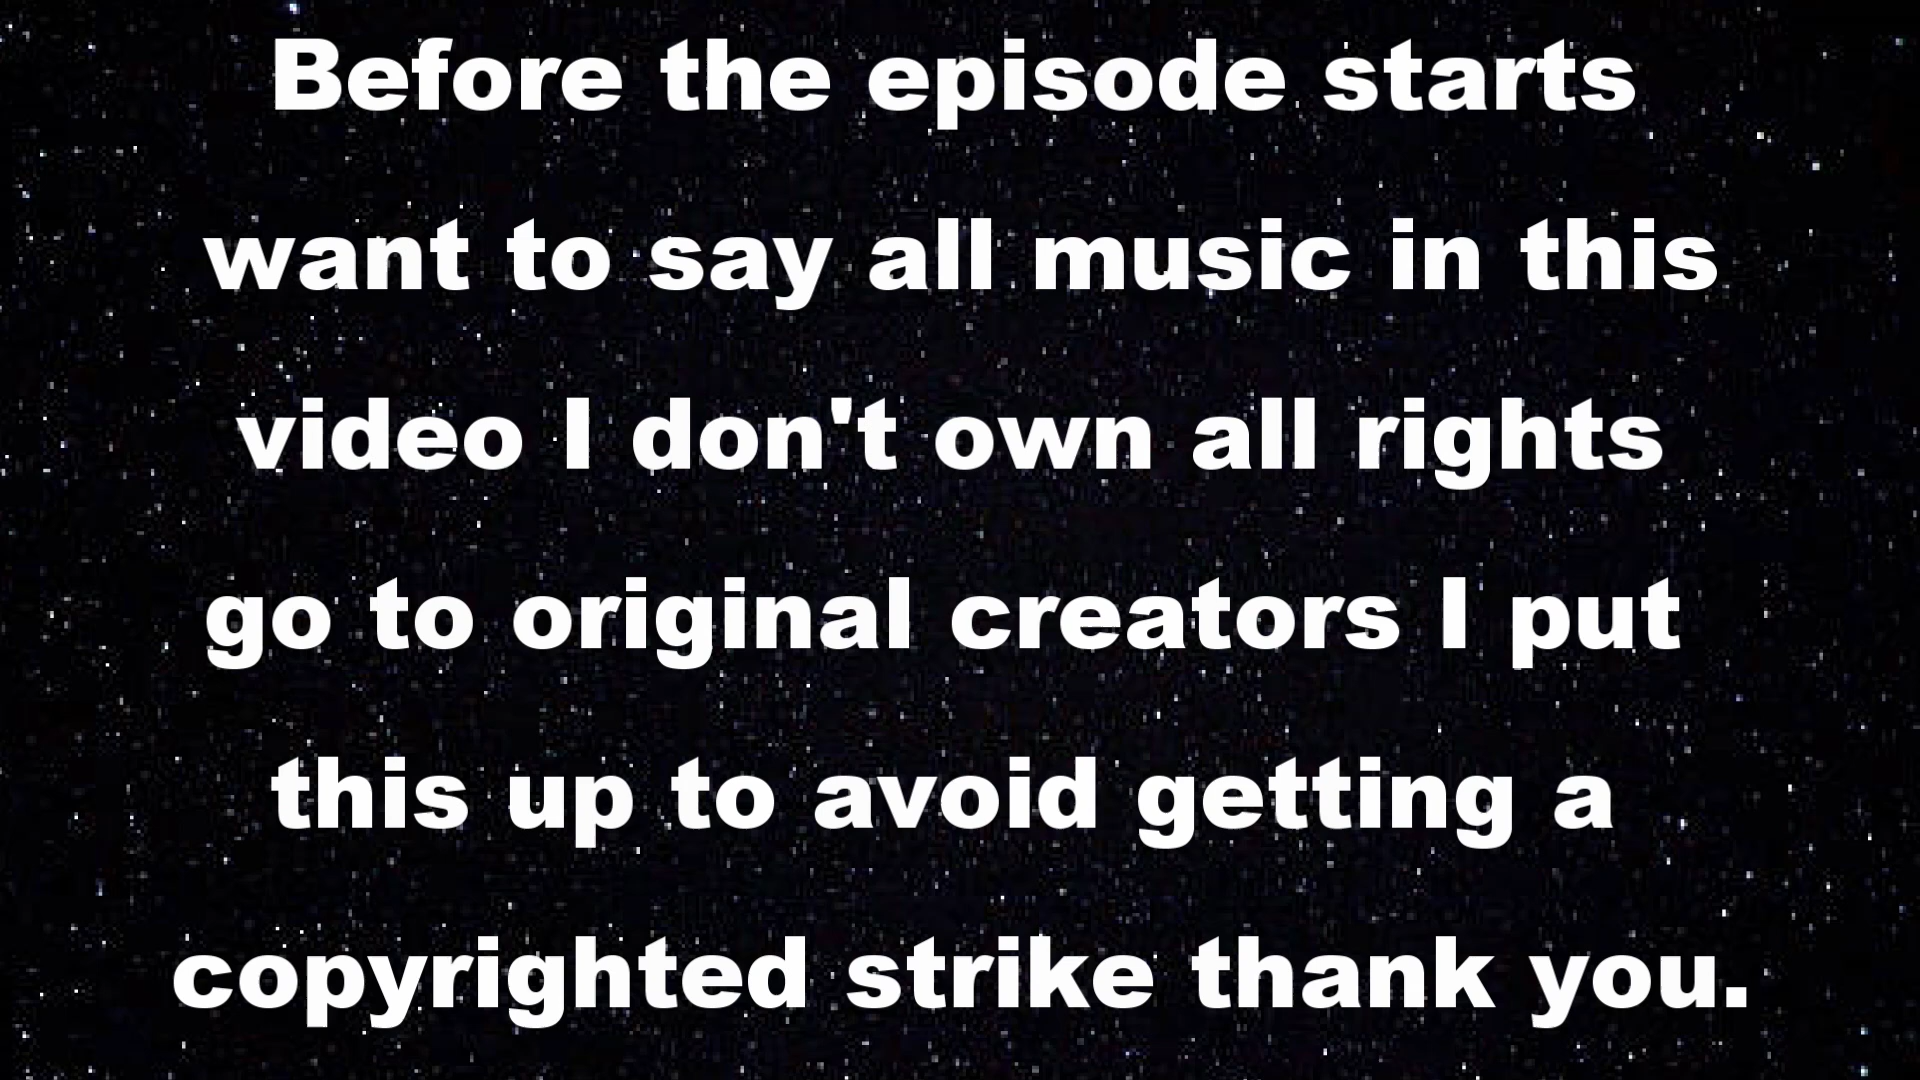 Before the episode starts
want to say all music in this
video I don't own all rights
go to original creators I put
this up to avoid getting a
copyrighted strike thank you.